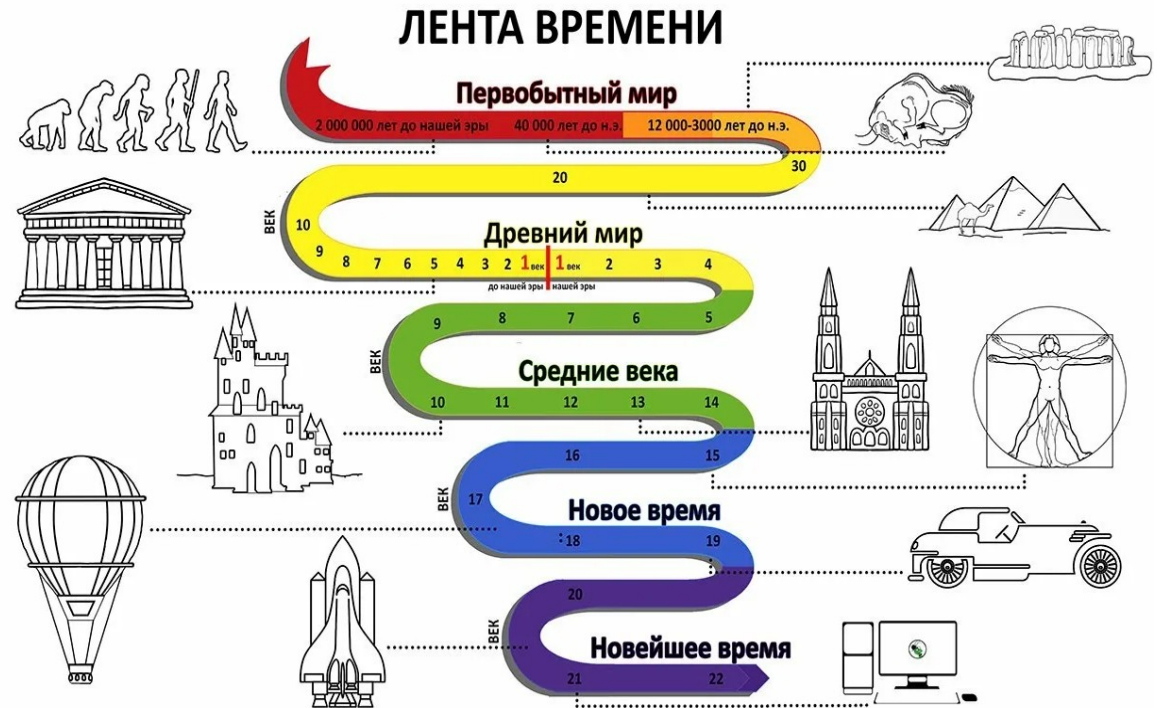 ЛЕНТА ВРЕМЕНИ
Первобытный мир
2 000 000 лет до нашей эры 40 000 лет до н.э. 12 000-3000 лет до н.э.
30
20
ВЕК
10
Древний мир
9 8 7 6 5 4 3 2 1 век 1 век 2 3 4
до нашей эры нашей эры
9 8 7 6 5
ВЕК
Средние века
10 11 12 13 14
16 15
ВЕК
17
Новое время
:18 19
20
ВЕК
Новейшее время
21 22